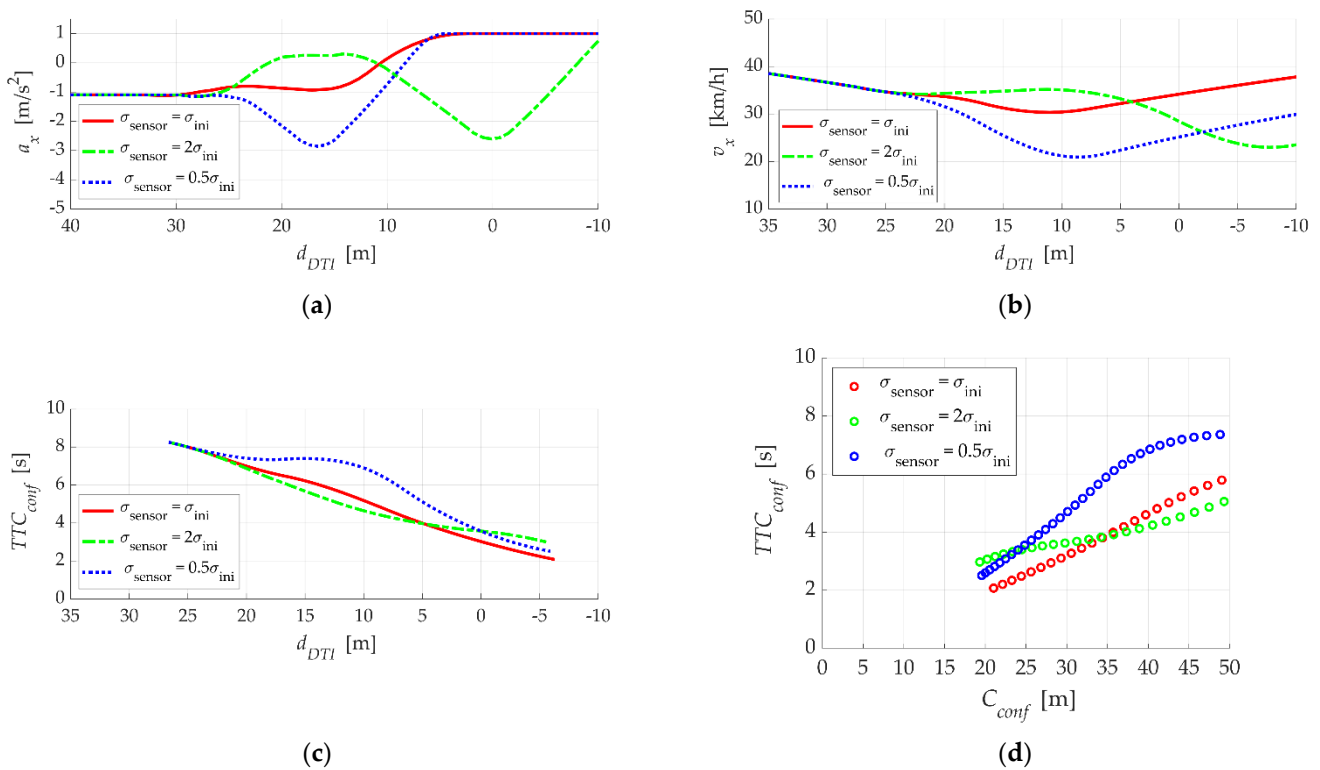 1
0
-1
-2
-3
-4
-5
a_x [m/s²]
σ_sensor = σ_ini
σ_sensor = 2σ_ini
σ_sensor = 0.5σ_ini
40 30 20 10 0 -10
d_DTI [m]
(a)
50
40
30
20
10
v_x [km/h]
σ_sensor = σ_ini
σ_sensor = 2σ_ini
σ_sensor = 0.5σ_ini
35 30 25 20 15 10 5 0 -5 -10
d_DTI [m]
(b)
10
8
6
4
2
0
TTC_conf [s]
σ_sensor = σ_ini
σ_sensor = 2σ_ini
σ_sensor = 0.5σ_ini
35 30 25 20 15 10 5 0 -5 -10
d_DTI [m]
(c)
10
8
6
4
2
0
TTC_conf [s]
σ_sensor = σ_ini
σ_sensor = 2σ_ini
σ_sensor = 0.5σ_ini
0 5 10 15 20 25 30 35 40 45 50
C_conf [m]
(d)